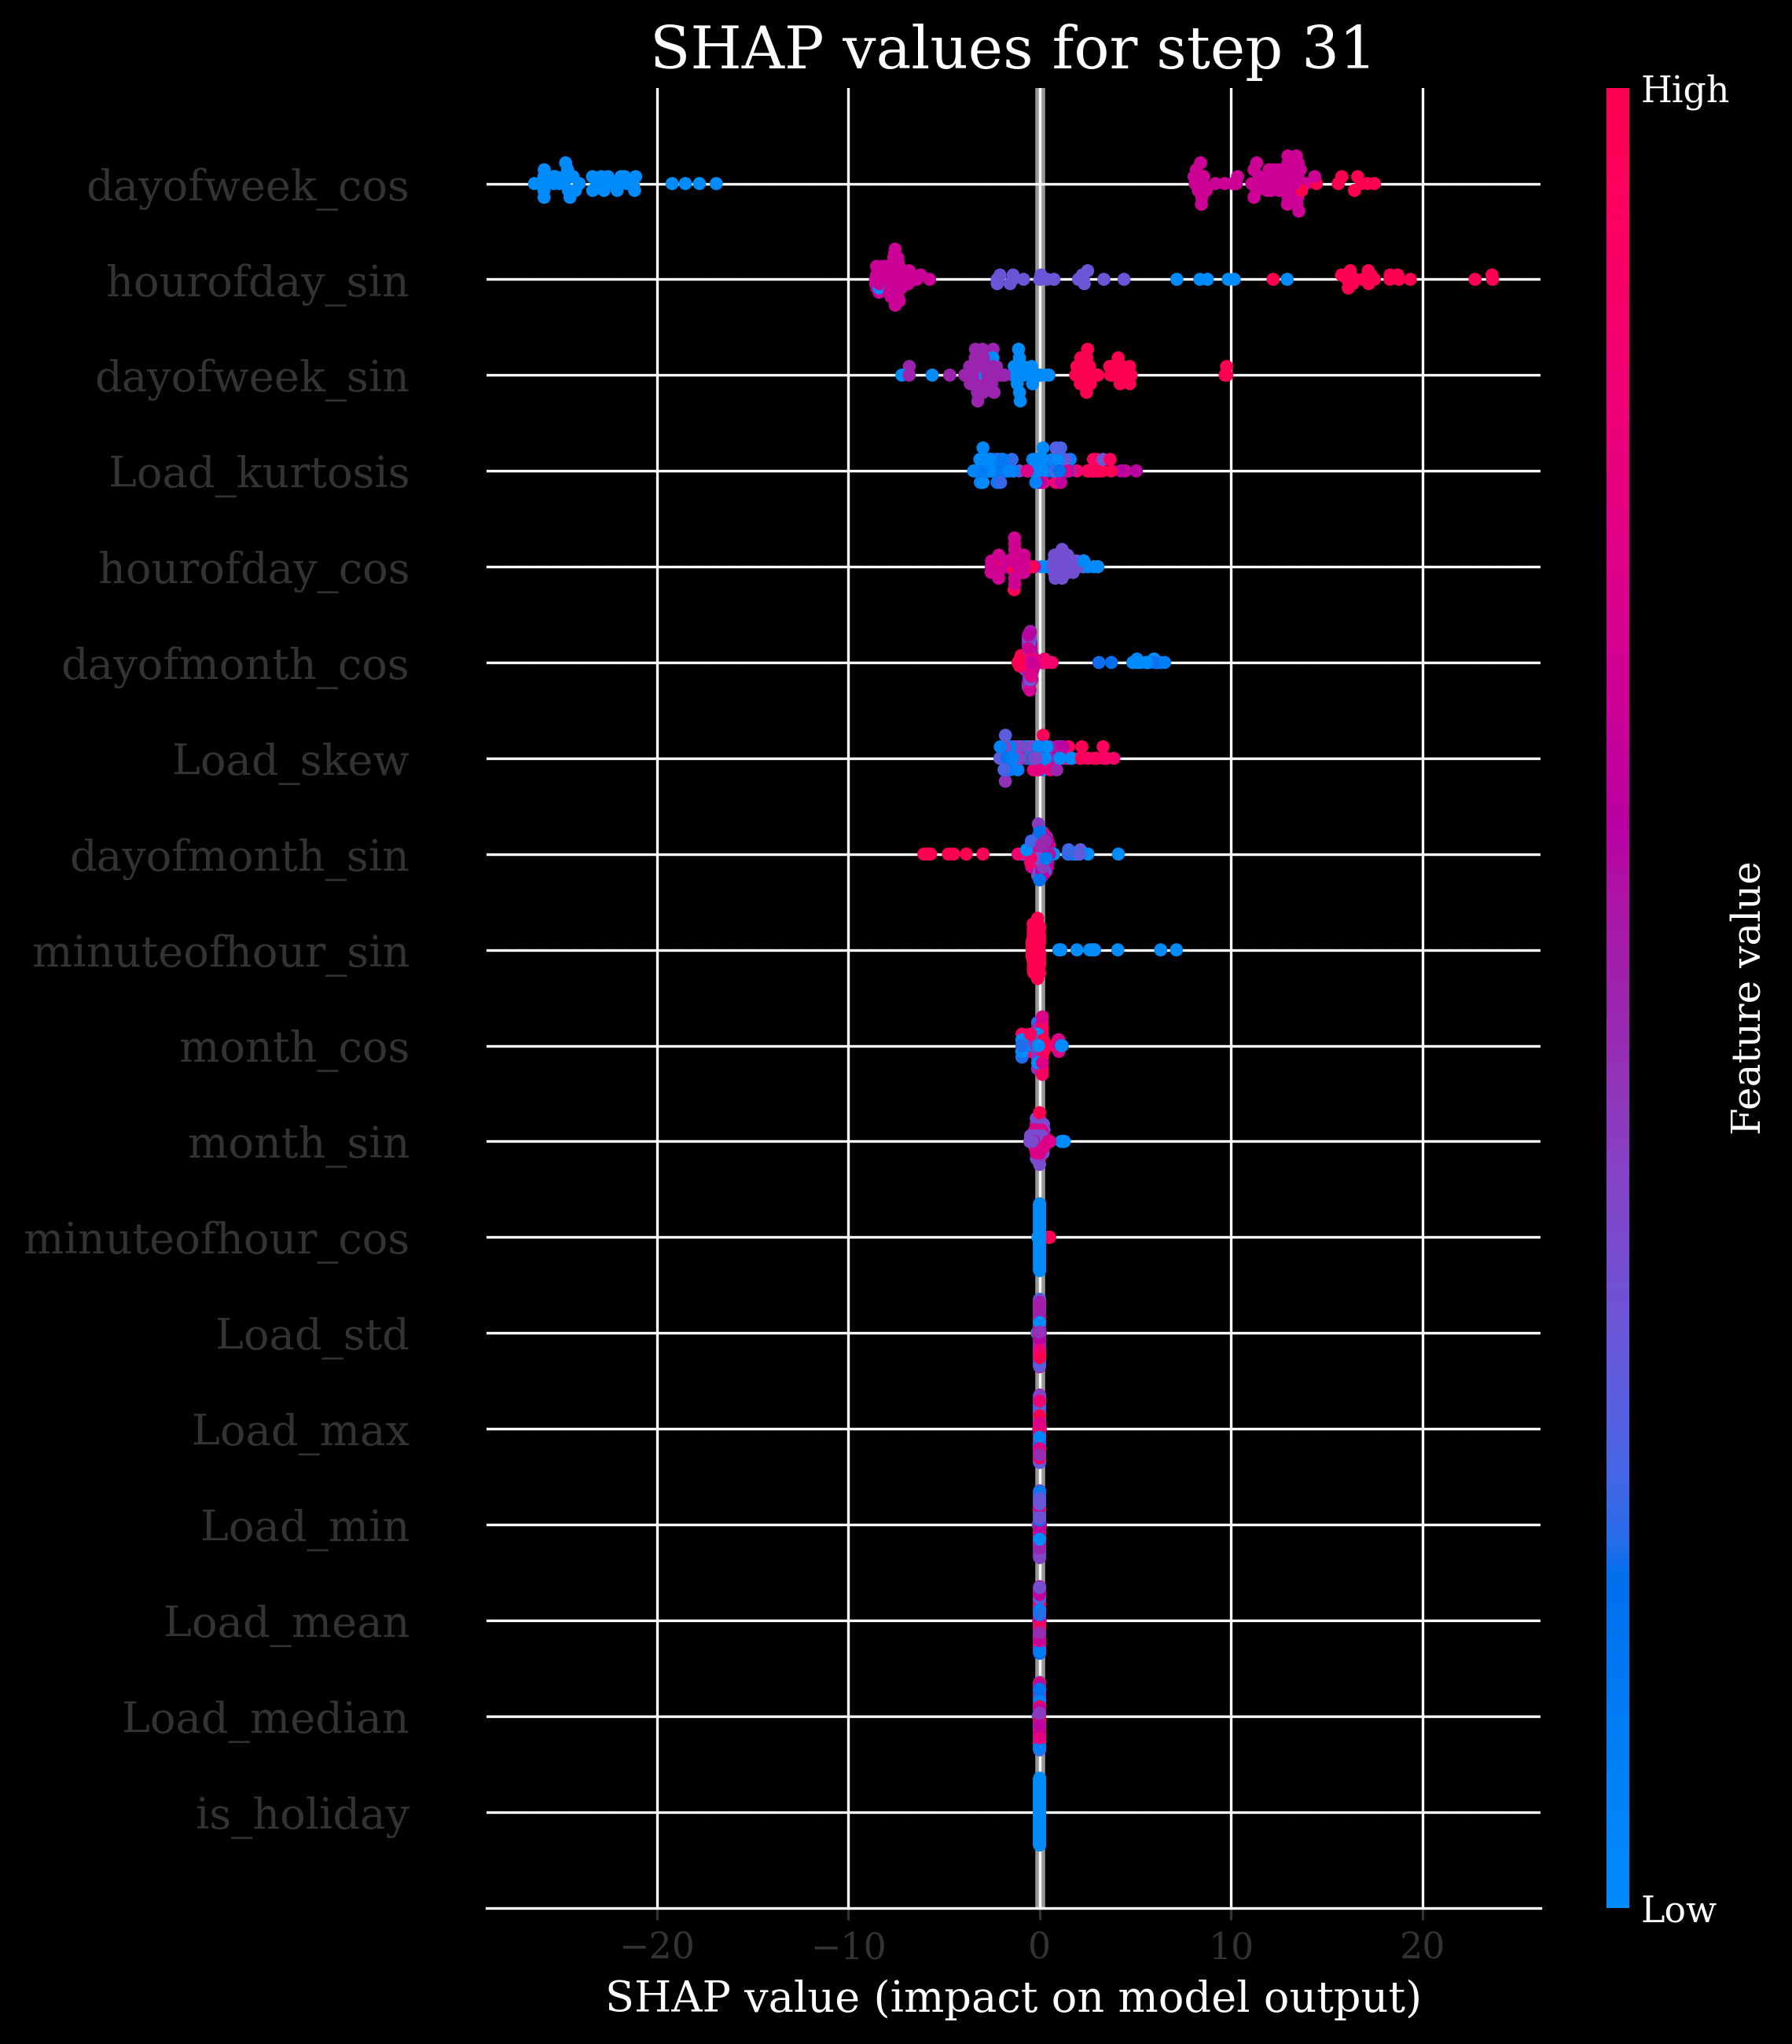 SHAP values for step 31
High
dayofweek_cos
hourofday_sin
dayofweek_sin
Load_kurtosis
hourofday_cos
dayofmonth_cos
Load_skew
dayofmonth_sin
minuteofhour_sin
month_cos
month_sin
minuteofhour_cos
Load_std
Load_max
Load_min
Load_mean
Load_median
is_holiday
Feature value
Low
−20 −10 0 10 20
SHAP value (impact on model output)